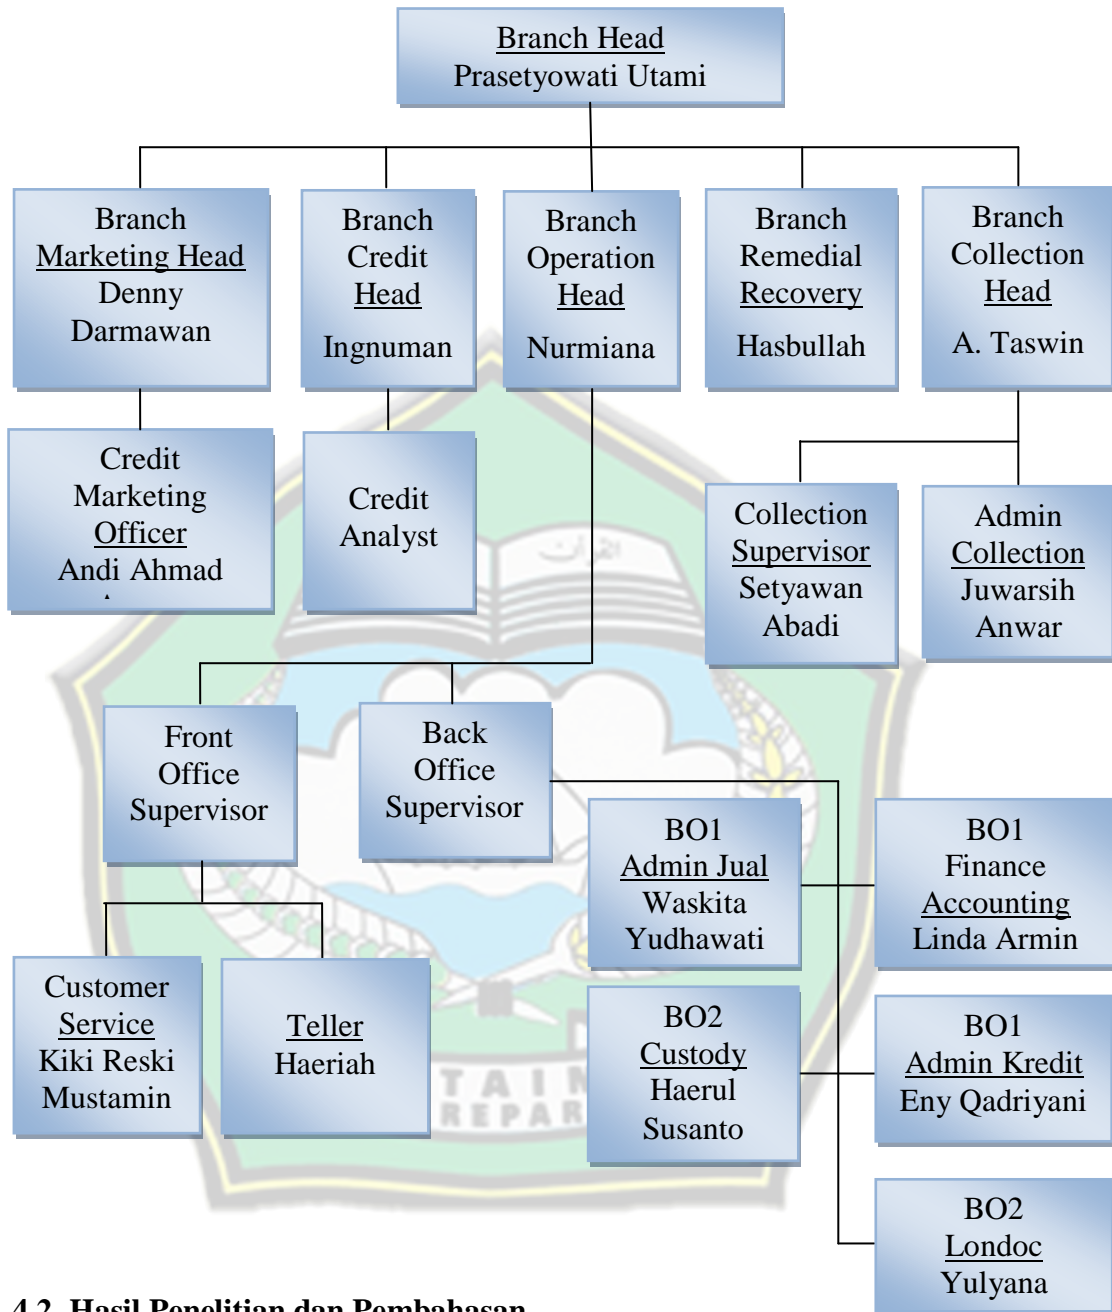 Branch Head
Prasetyowati Utami
Branch
Marketing Head
Denny
Darmawan
Branch
Credit
Head
Ingnuman
Branch
Operation
Head
Nurmiana
Branch
Remedial
Recovery
Hasbullah
Branch
Collection
Head
A. Taswin
Credit
Marketing
Officer
Andi Ahmad
Credit
Analyst
Collection
Supervisor
Setyawan
Abadi
Admin
Collection
Juwarsih
Anwar
Front
Office
Supervisor
Back
Office
Supervisor
BO1
Admin Jual
Waskita
Yudhawati
BO1
Finance
Accounting
Linda Armin
Customer
Service
Kiki Reski
Mustamin
Teller
Haeriah
BO2
Custody
Haerul
Susanto
BO1
Admin Kredit
Eny Qadriyani
BO2
Londoc
Yulyana
4.2 Hasil Penelitian dan Pembahasan